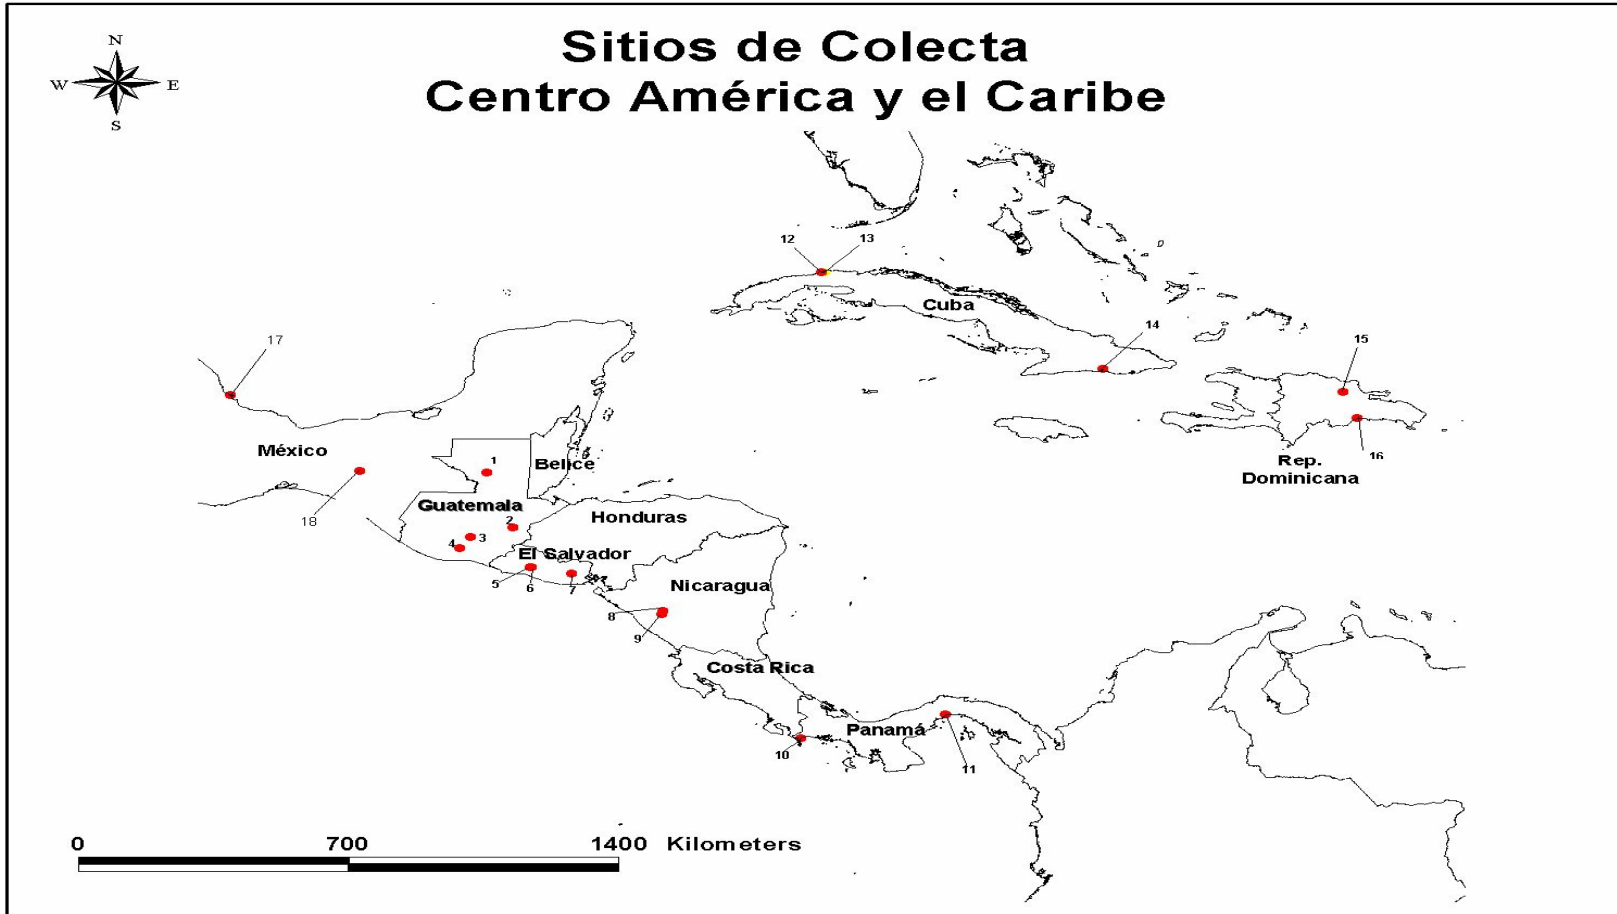 Sitios de Colecta
Centro América y el Caribe
N
W E
S
12 13
Cuba
14
15
17
16
México
Rep.
Dominicana
1
Belice
18
Guatemala
2
Honduras
3
4
El Salvador
5 6 7
Nicaragua
8
9
Costa Rica
Panamá
10
11
0 700 1400 Kilometers